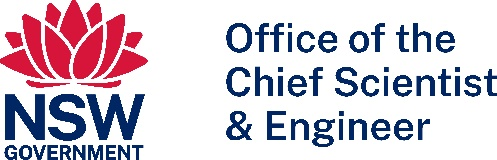 NSW
GOVERNMENT
Office of the
Chief Scientist
& Engineer